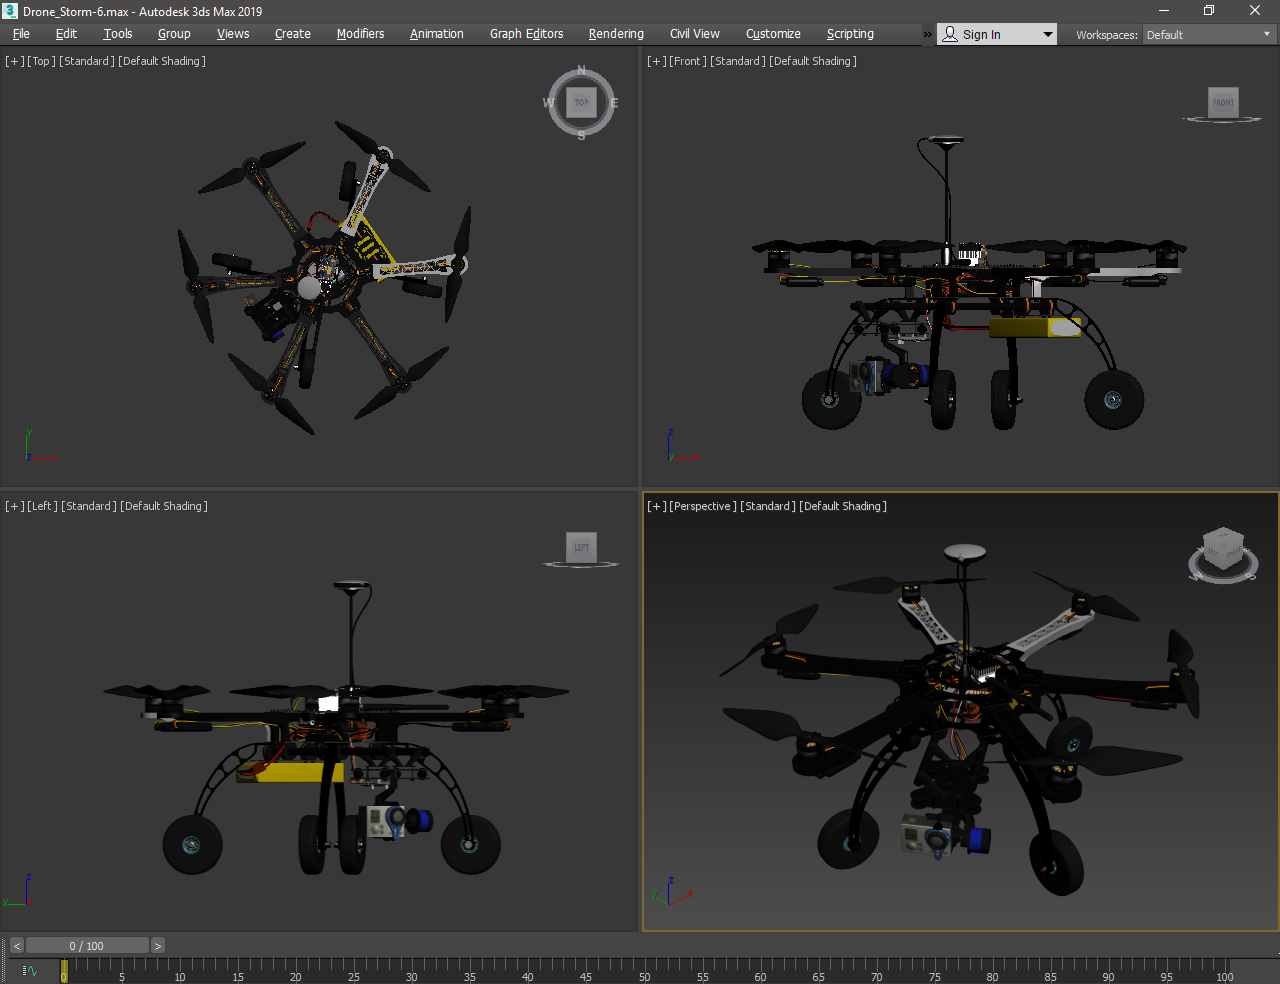 Drone_Storm-6.max - Autodesk 3ds Max 2019
File Edit Tools Group Views Create Modifiers Animation Graph Editors Rendering Civil View Customize Scripting » Sign In Workspaces: Default
[+] [Top] [Standard] [Default Shading]
N
W TOP E
S
y
z x
[+] [Front] [Standard] [Default Shading]
FRONT
z
y x
[+] [Left] [Standard] [Default Shading]
LEFT
z
y
[+] [Perspective] [Standard] [Default Shading]
W S
z
y x
< 0 / 100 >
0 5 10 15 20 25 30 35 40 45 50 55 60 65 70 75 80 85 90 95 100